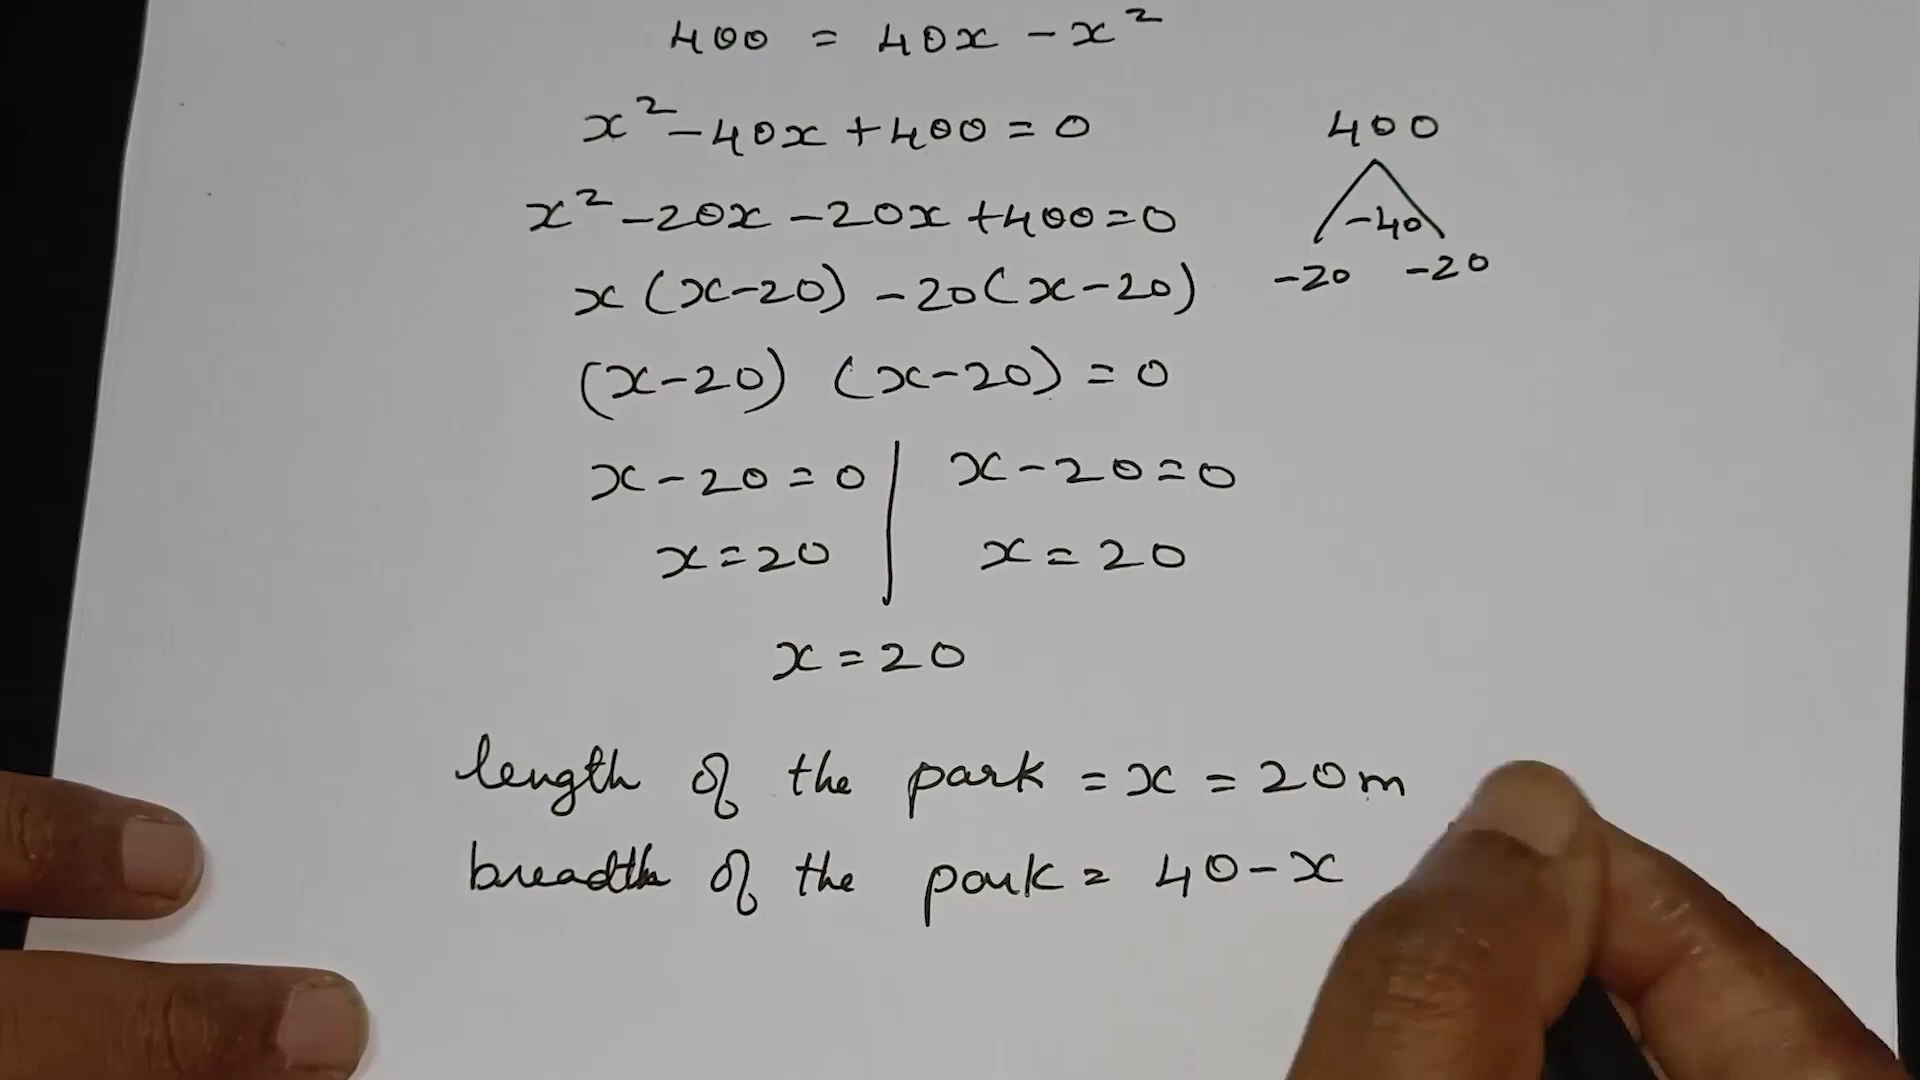 400 = 40x - x²
x² - 40x + 400 = 0
400
x² - 20x - 20x + 400 = 0
-40
-20 -20
x (x-20) - 20 (x-20)
(x-20) (x-20) = 0
x - 20 = 0 | x - 20 = 0
x = 20 | x = 20
x = 20
length of the park = x = 20m
breadth of the park = 40 - x